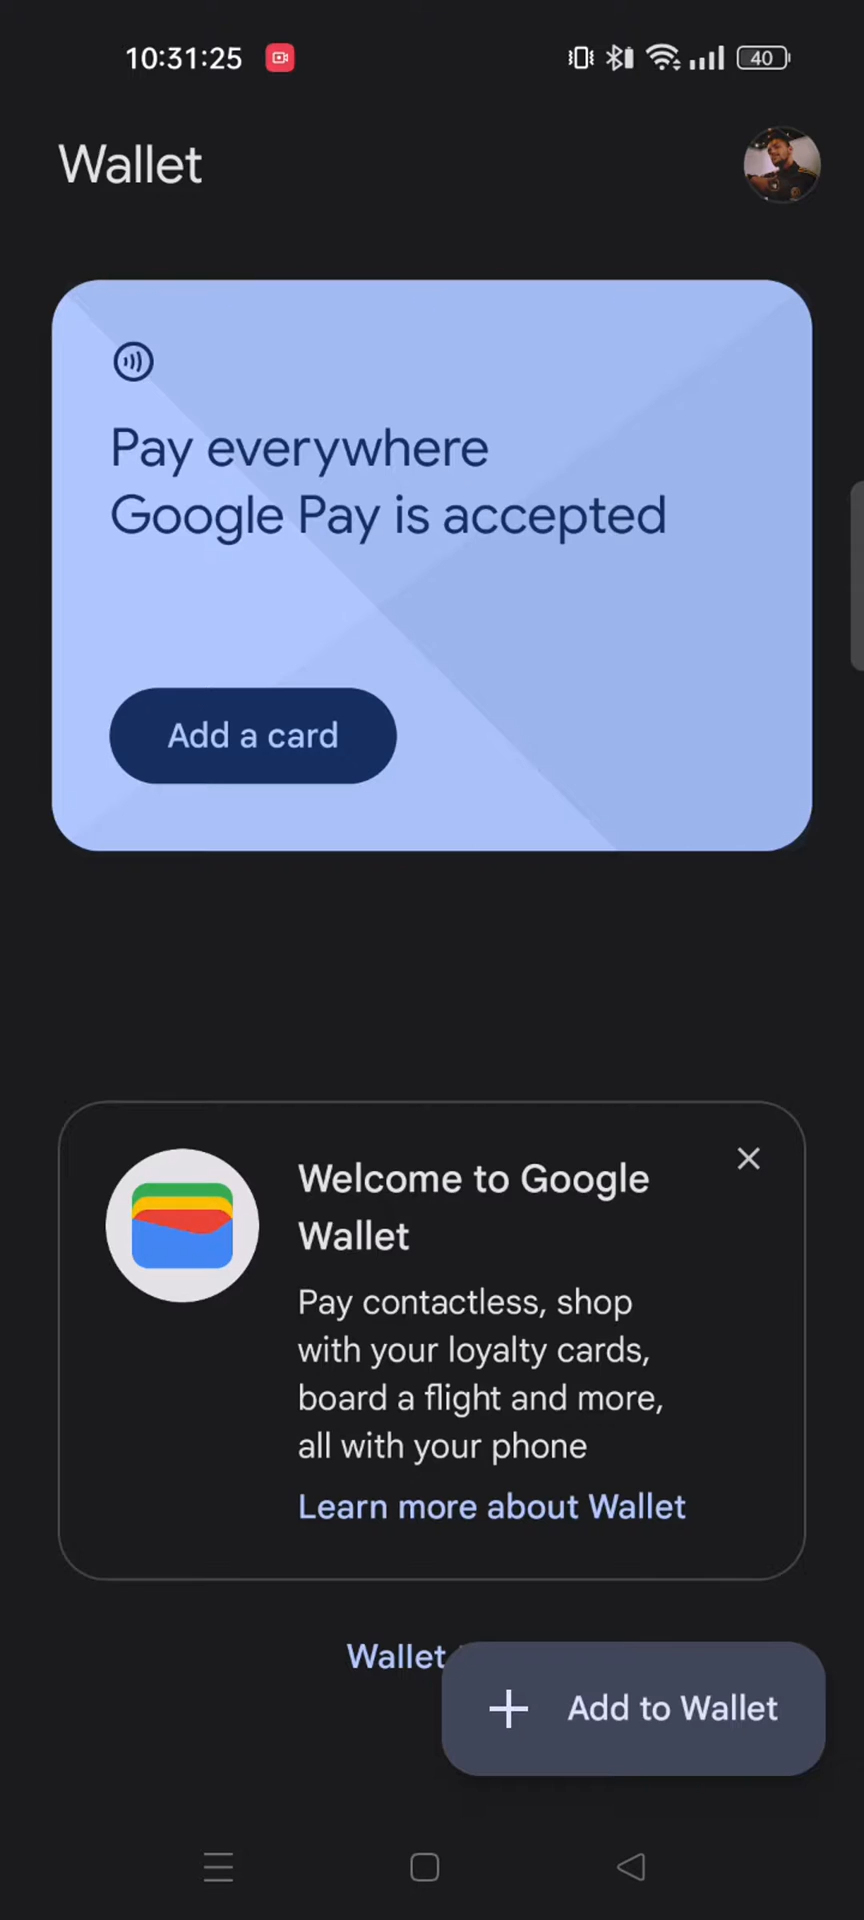 10:31:25
40
Wallet
Pay everywhere
Google Pay is accepted
Add a card
Welcome to Google
Wallet
Pay contactless, shop
with your loyalty cards,
board a flight and more,
all with your phone
Learn more about Wallet
Wallet
Add to Wallet